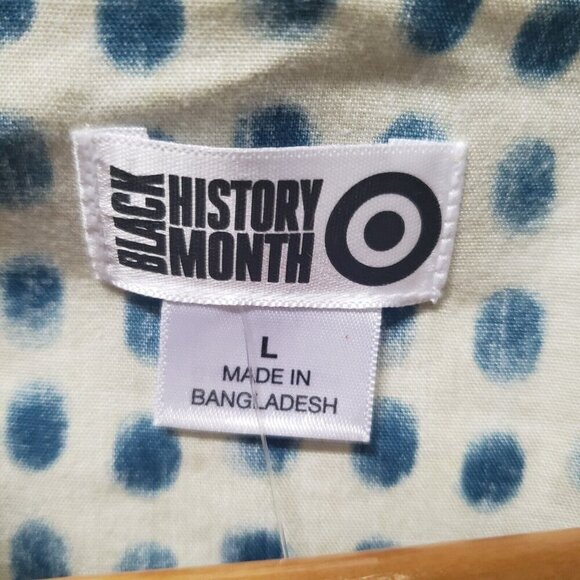 BLACK
HISTORY
MONTH
L
MADE IN
BANGLADESH